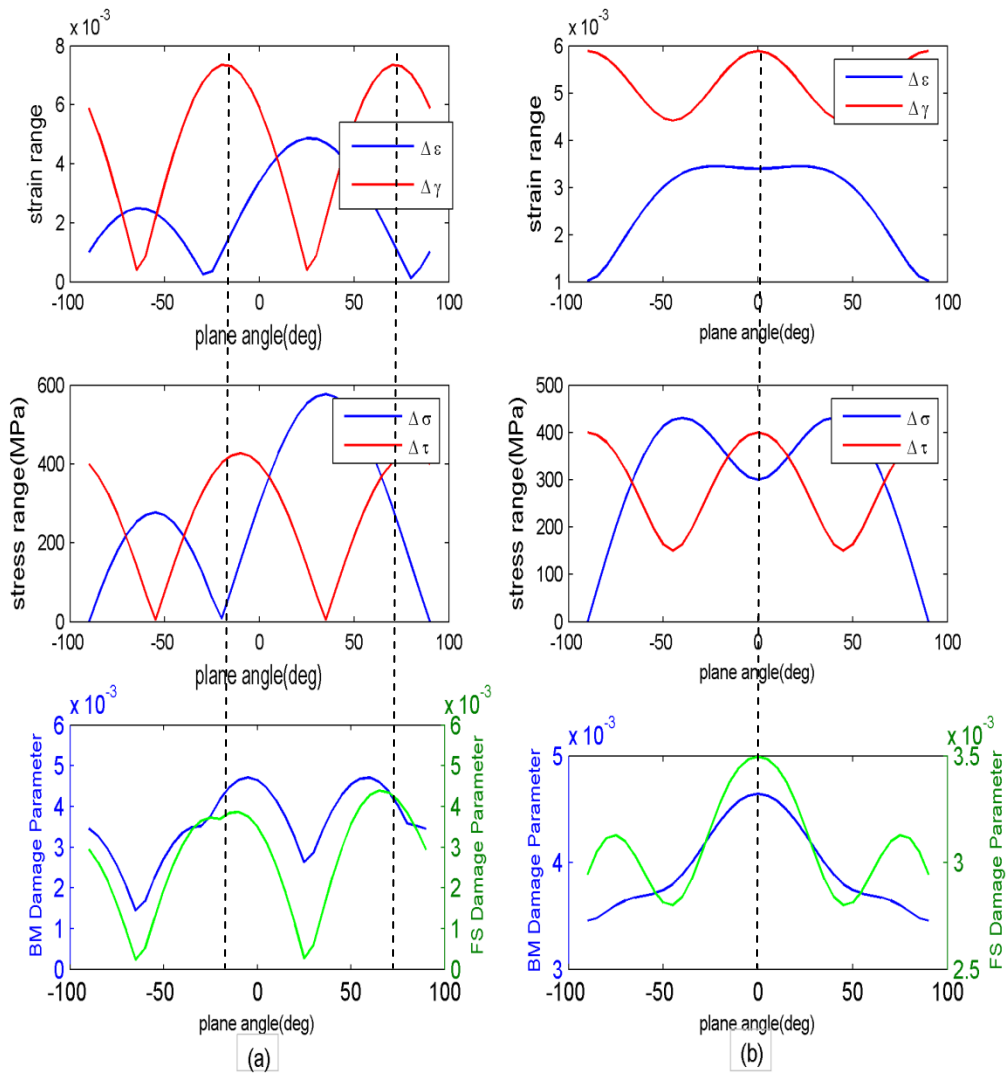 x 10⁻³
8
6
4
2
0
strain range
Δε
Δγ
-100 -50 0 50 100
plane angle(deg)
x 10⁻³
6
5
4
3
2
1
strain range
Δε
Δγ
-100 -50 0 50 100
plane angle(deg)
600
400
200
0
stress range(MPa)
Δσ
Δτ
-100 -50 0 50 100
plane angle(deg)
500
400
300
200
100
0
stress range(MPa)
Δσ
Δτ
-100 -50 0 50 100
plane angle(deg)
x 10⁻³
6
5
4
3
2
1
0
BM Damage Parameter
x 10⁻³
6
5
4
3
2
1
0
FS Damage Parameter
-100 -50 0 50 100
plane angle(deg)
(a)
x 10⁻³
5
4
3
BM Damage Parameter
x 10⁻³
3.5
3
2.5
FS Damage Parameter
-100 -50 0 50 100
plane angle(deg)
(b)